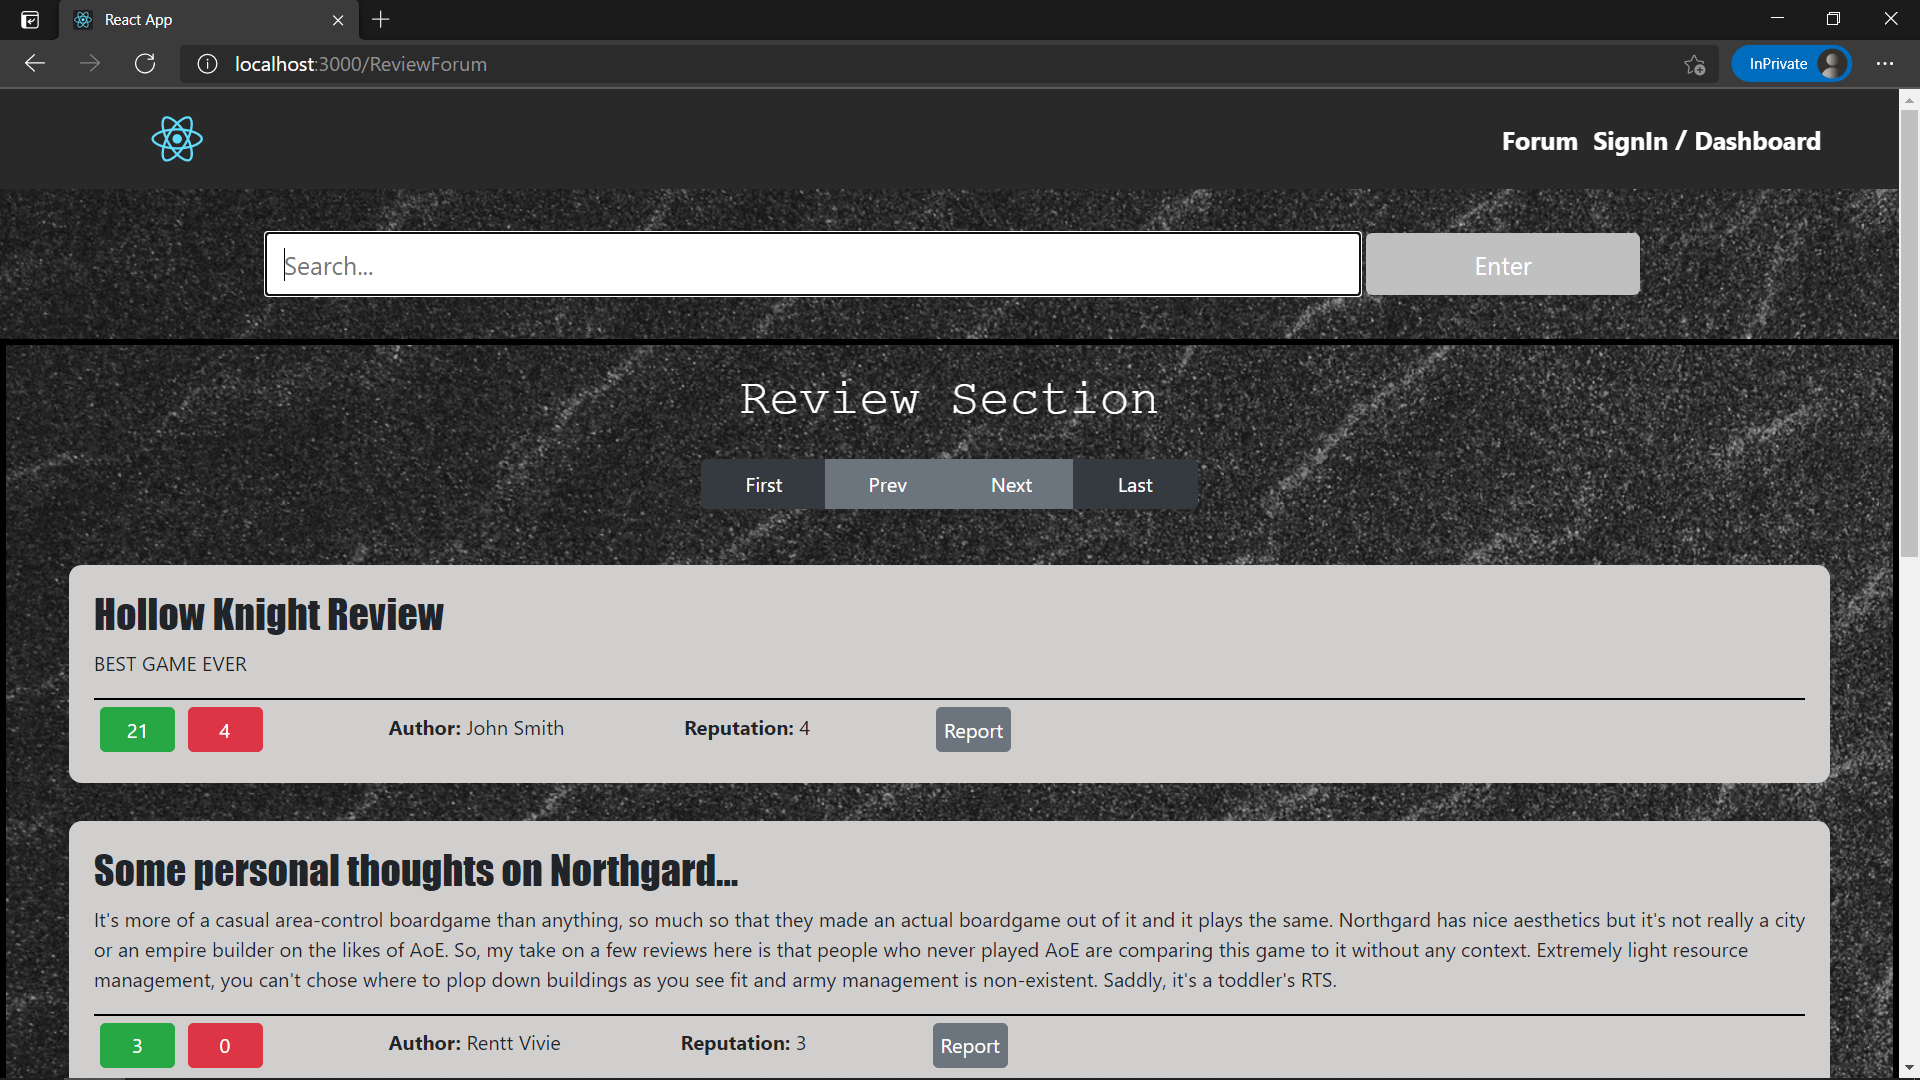 React App
localhost:3000/ReviewForum
InPrivate
Forum SignIn / Dashboard
Search...
Enter
Review Section
First Prev Next Last
Hollow Knight Review
BEST GAME EVER
21 4 Author: John Smith Reputation: 4 Report
Some personal thoughts on Northgard...
It's more of a casual area-control boardgame than anything, so much so that they made an actual boardgame out of it and it plays the same. Northgard has nice aesthetics but it's not really a city
or an empire builder on the likes of AoE. So, my take on a few reviews here is that people who never played AoE are comparing this game to it without any context. Extremely light resource
management, you can't chose where to plop down buildings as you see fit and army management is non-existent. Saddly, it's a toddler's RTS.
3 0 Author: Rentt Vivie Reputation: 3 Report